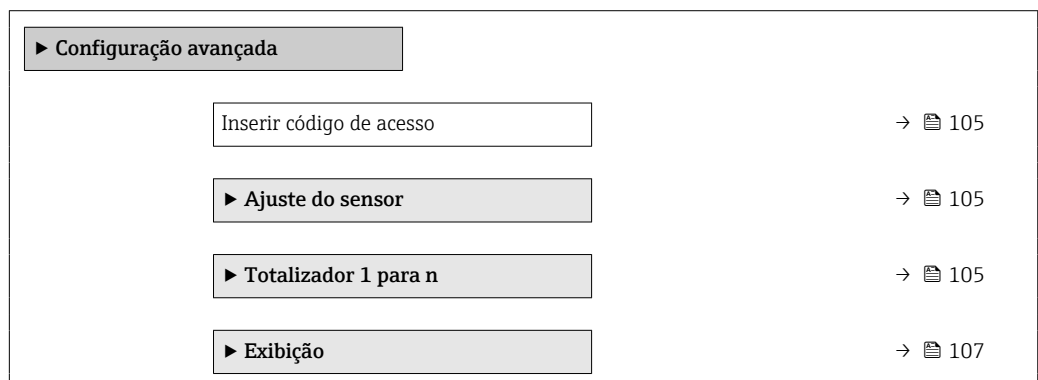 ▶ Configuração avançada
Inserir código de acesso → 105
▶ Ajuste do sensor → 105
▶ Totalizador 1 para n → 105
▶ Exibição → 107